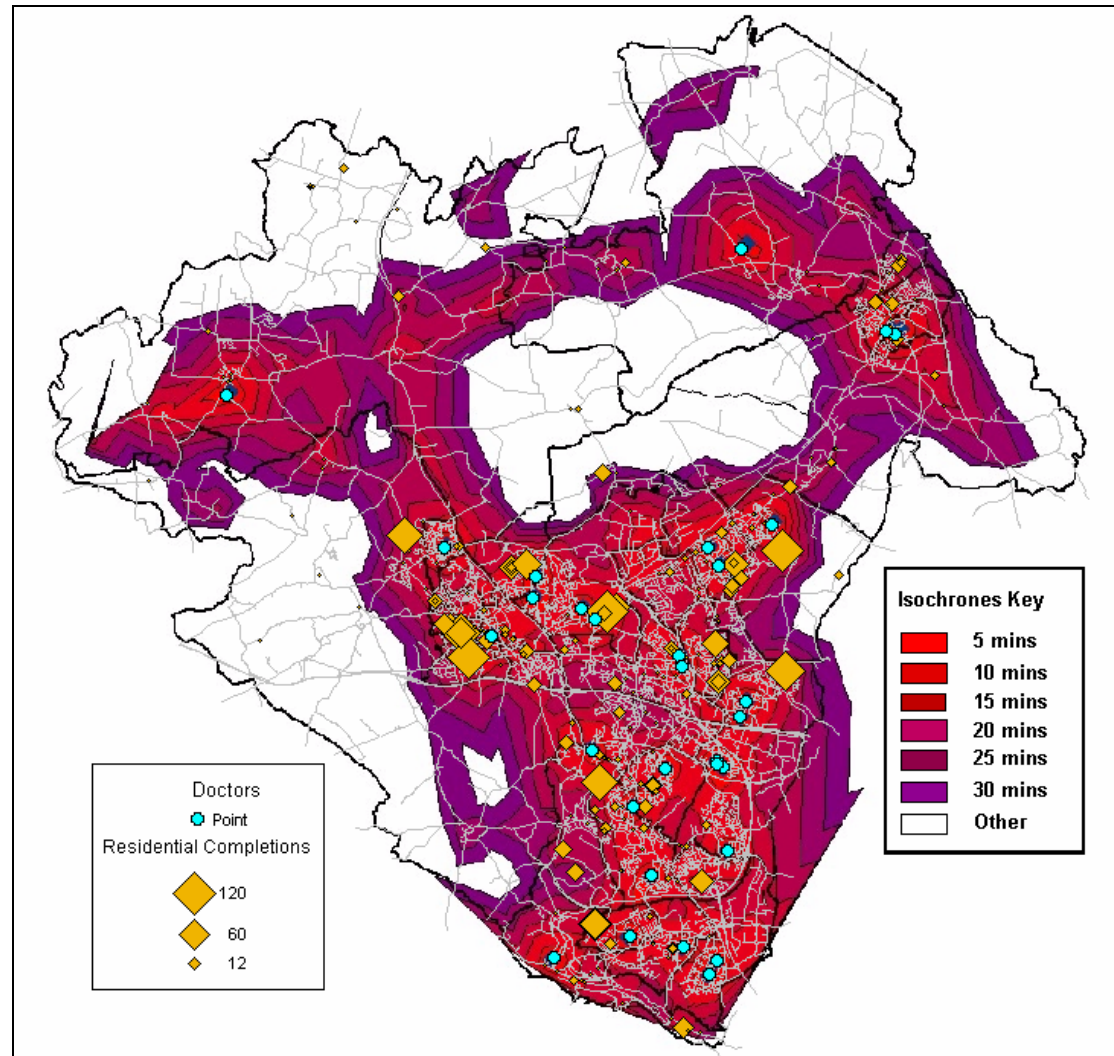 Isochrones Key
5 mins
10 mins
15 mins
20 mins
25 mins
30 mins
Other
Doctors
Point
Residential Completions
120
60
12